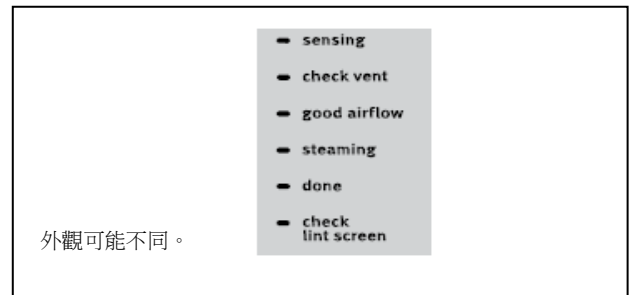 sensing
check vent
good airflow
steaming
done
check
lint screen
外觀可能不同。